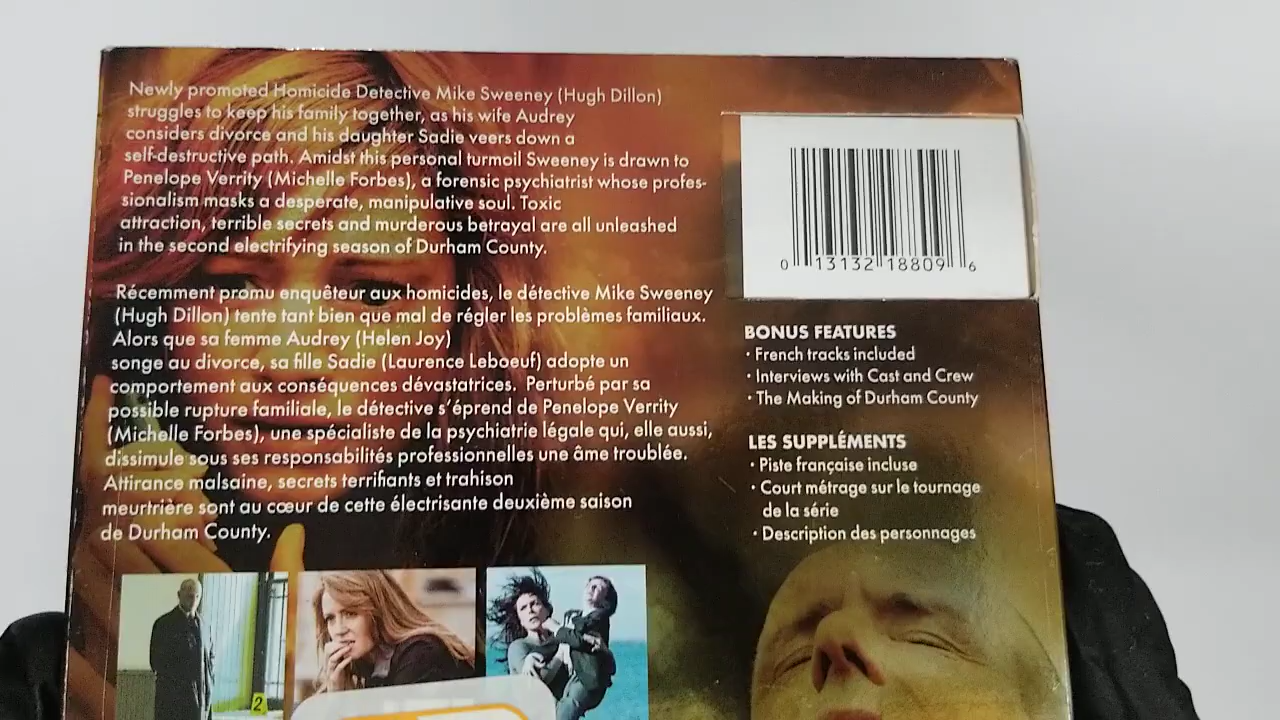 Newly promoted Homicide Detective Mike Sweeney (Hugh Dillon)
struggles to keep his family together, as his wife Audrey
considers divorce and his daughter Sadie veers down a
self-destructive path. Amidst this personal turmoil Sweeney is drawn to
Penelope Verrity (Michelle Forbes), a forensic psychiatrist whose profes-
sionalism masks a desperate, manipulative soul. Toxic
attraction, terrible secrets and murderous betrayal are all unleashed
in the second electrifying season of Durham County.
Récemment promu enquêteur aux homicides, le détective Mike Sweeney
(Hugh Dillon) tente tant bien que mal de régler les problèmes familiaux.
Alors que sa femme Audrey (Helen Joy)
songe au divorce, sa fille Sadie (Laurence Leboeuf) adopte un
comportement aux conséquences dévastatrices. Perturbé par sa
possible rupture familiale, le détective s'éprend de Penelope Verrity
(Michelle Forbes), une spécialiste de la psychiatrie légale qui, elle aussi,
dissimule sous ses responsabilités professionnelles une âme troublée.
Attirance malsaine, secrets terrifiants et trahison
meurtrière sont au cœur de cette électrisante deuxième saison
de Durham County.
0 13132 18809 6
BONUS FEATURES
• French tracks included
• Interviews with Cast and Crew
• The Making of Durham County
LES SUPPLÉMENTS
• Piste française incluse
• Court métrage sur le tournage
de la série
• Description des personnages
2